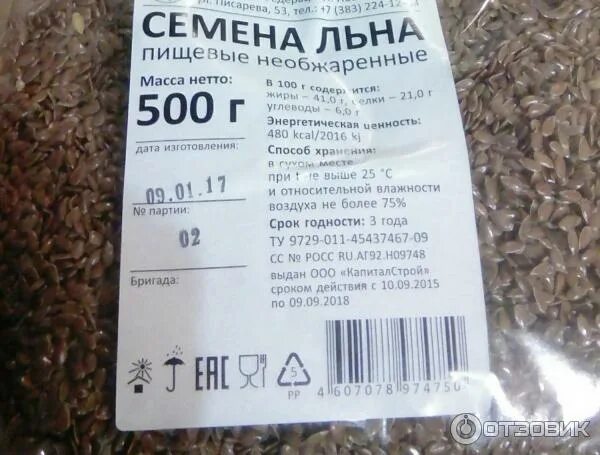 ул. Писарева, 53, тел.: +7 (383) 224-12-
СЕМЕНА ЛЬНА
пищевые необжаренные
Масса нетто:
500 г
дата изготовления:
09.01.17
№ партии:
02
Бригада:
В 100 г содержится:
жиры – 41,0 г, белки – 21,0 г
углеводы – 6,0 г
Энергетическая ценность:
480 kcal/2016 kj
Способ хранения:
в сухом месте
при t не выше 25 °C
и относительной влажности
воздуха не более 75%
Срок годности: 3 года
ТУ 9729-011-45437467-09
СС № РОСС RU.АГ92.Н09748
выдан ООО «КапиталСтрой»
сроком действия с 10.09.2015
по 09.09.2018
ЕАС
5
PP
4 607078 974750
ОТЗОВИК